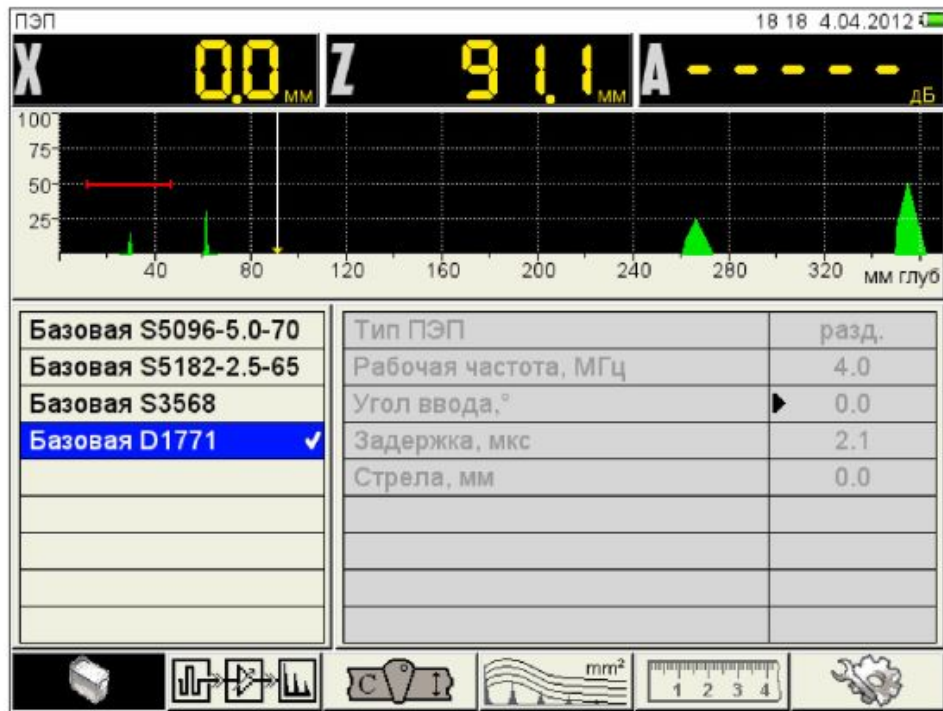 ПЭП 18 18 4.04.2012
X 0.0 мм Z 91.1 мм A - - - - - дБ
100
75
50
25
40 80 120 160 200 240 280 320 мм глуб
Базовая S5096-5.0-70
Базовая S5182-2.5-65
Базовая S3568
Базовая D1771
Тип ПЭП разд.
Рабочая частота, МГц 4.0
Угол ввода,° 0.0
Задержка, мкс 2.1
Стрела, мм 0.0
C mm² 1 2 3 4